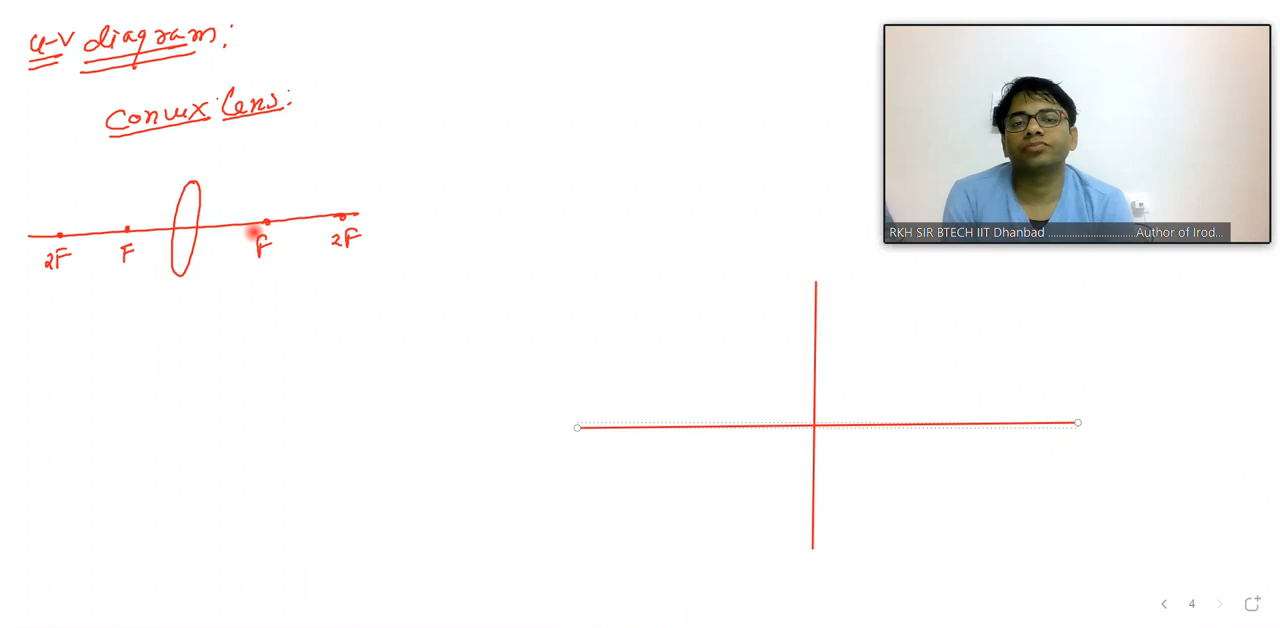 u-v diagram:
Convex lens:
2F F F 2F
RKH SIR BTECH IIT Dhanbad ................................Author of Irod...
4